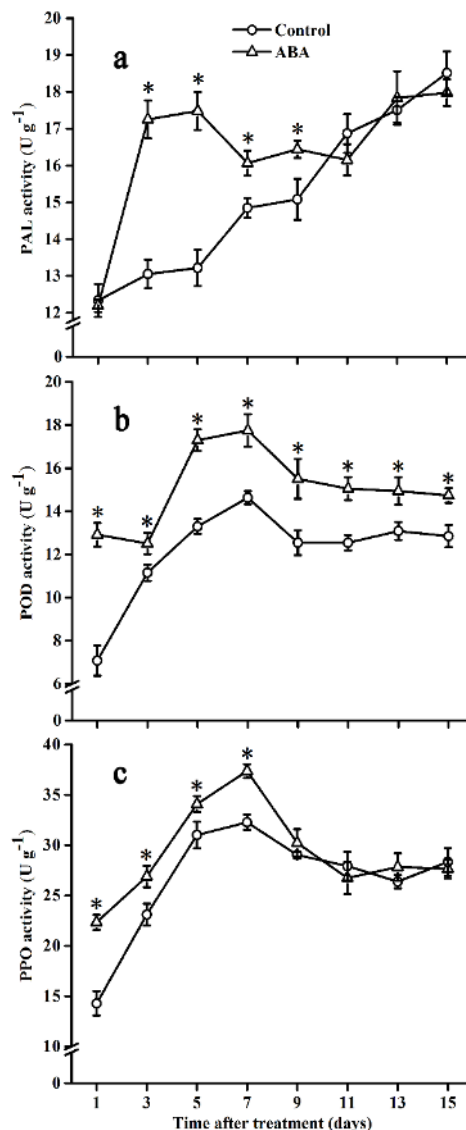 Control
ABA
a
PAL activity (U g⁻¹)
20
19
18
17
16
15
14
13
12
0
* * * *
b
POD activity (U g⁻¹)
20
18
16
14
12
10
8
6
0
* * * * * * * *
c
PPO activity (U g⁻¹)
40
35
30
25
20
15
10
0
* * * *
1 3 5 7 9 11 13 15
Time after treatment (days)